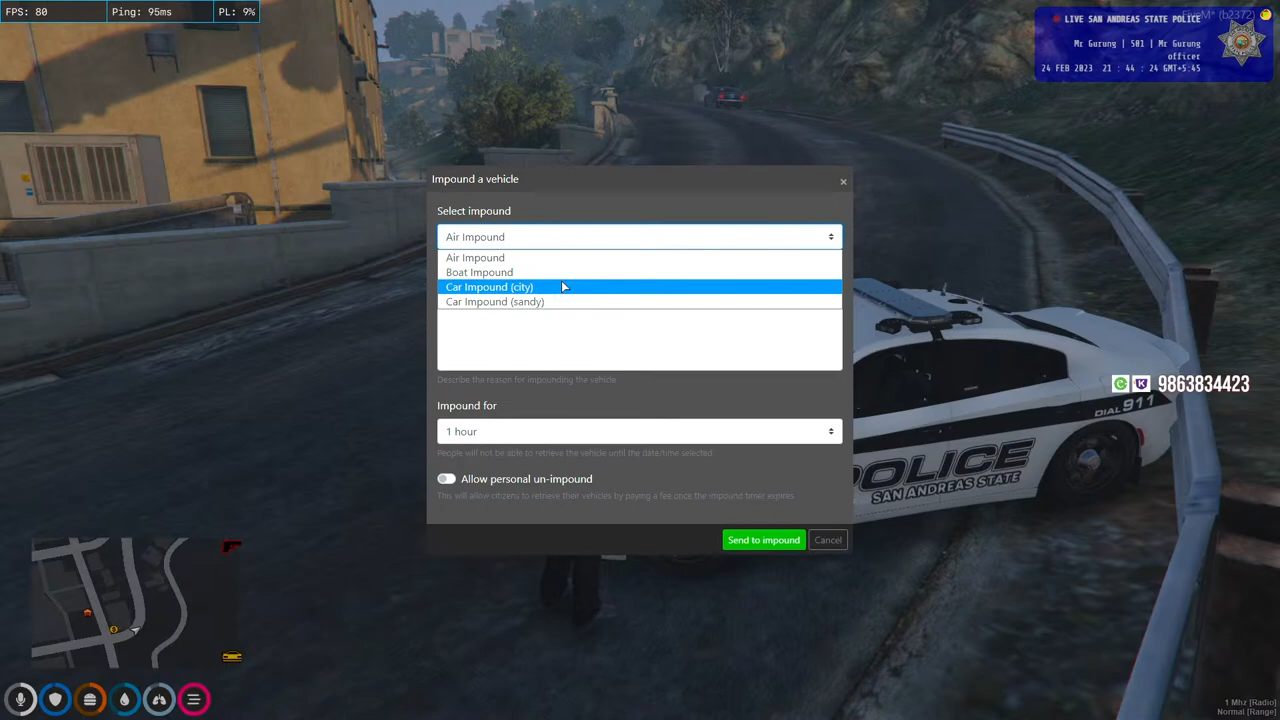 FPS: 80
Ping: 95ms
PL: 9%
FiveM* (b2372)
LIVE SAN ANDREAS STATE POLICE
Mr Gurung | 501 | Mr Gurung
officer
24 FEB 2023 21 : 44 : 24 GMT+5:45
Impound a vehicle
×
Select impound
Air Impound
Air Impound
Boat Impound
Car Impound (city)
Car Impound (sandy)
Describe the reason for impounding the vehicle
Impound for
1 hour
People will not be able to retrieve the vehicle until the date/time selected
Allow personal un-impound
This will allow citizens to retrieve their vehicles by paying a fee once the impound timer expires
Send to impound
Cancel
9863834423
DIAL 911
POLICE
SAN ANDREAS STATE
1 Mhz [Radio]
Normal [Range]